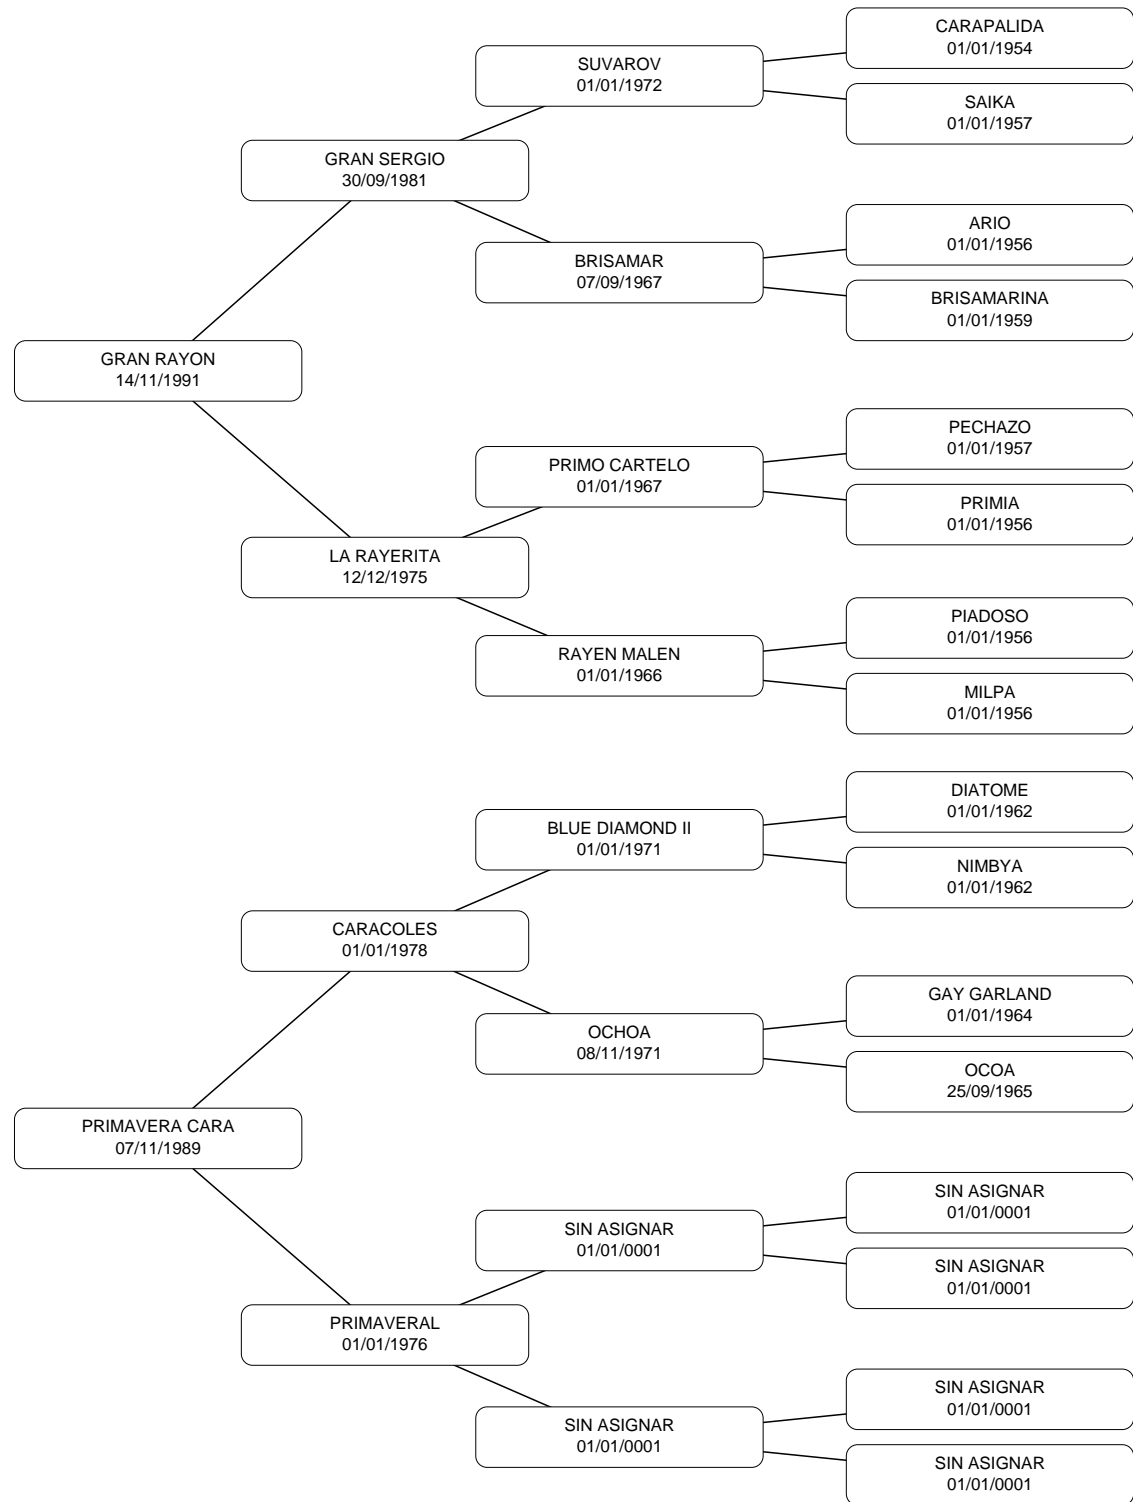 CARAPALIDA
01/01/1954
SUVAROV
01/01/1972
SAIKA
01/01/1957
GRAN SERGIO
30/09/1981
ARIO
01/01/1956
BRISAMAR
07/09/1967
BRISAMARINA
01/01/1959
GRAN RAYON
14/11/1991
PECHAZO
01/01/1957
PRIMO CARTELO
01/01/1967
PRIMIA
01/01/1956
LA RAYERITA
12/12/1975
PIADOSO
01/01/1956
RAYEN MALEN
01/01/1966
MILPA
01/01/1956
DIATOME
01/01/1962
BLUE DIAMOND II
01/01/1971
NIMBYA
01/01/1962
CARACOLES
01/01/1978
GAY GARLAND
01/01/1964
OCHOA
08/11/1971
OCOA
25/09/1965
PRIMAVERA CARA
07/11/1989
SIN ASIGNAR
01/01/0001
SIN ASIGNAR
01/01/0001
SIN ASIGNAR
01/01/0001
PRIMAVERAL
01/01/1976
SIN ASIGNAR
01/01/0001
SIN ASIGNAR
01/01/0001
SIN ASIGNAR
01/01/0001